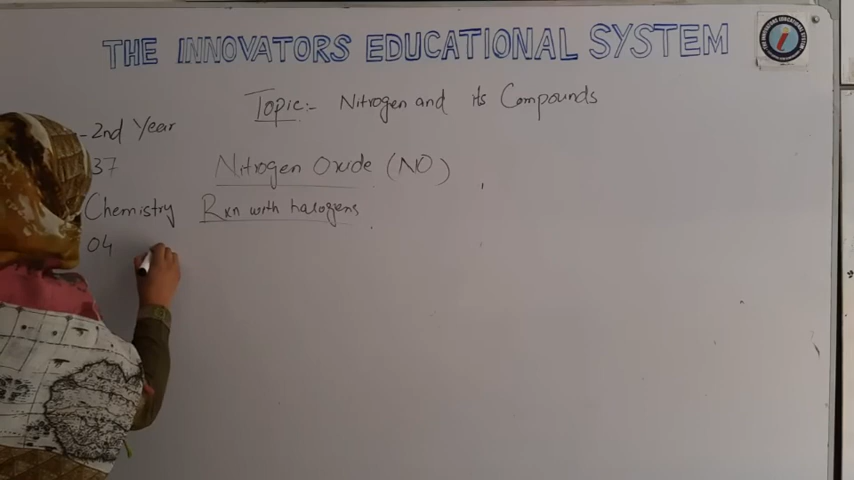 THE INNOVATORS EDUCATIONAL SYSTEM
Topic:- Nitrogen and its Compounds
-2nd Year
37
Nitrogen Oxide (NO)
Chemistry
Rxn with halogens
04